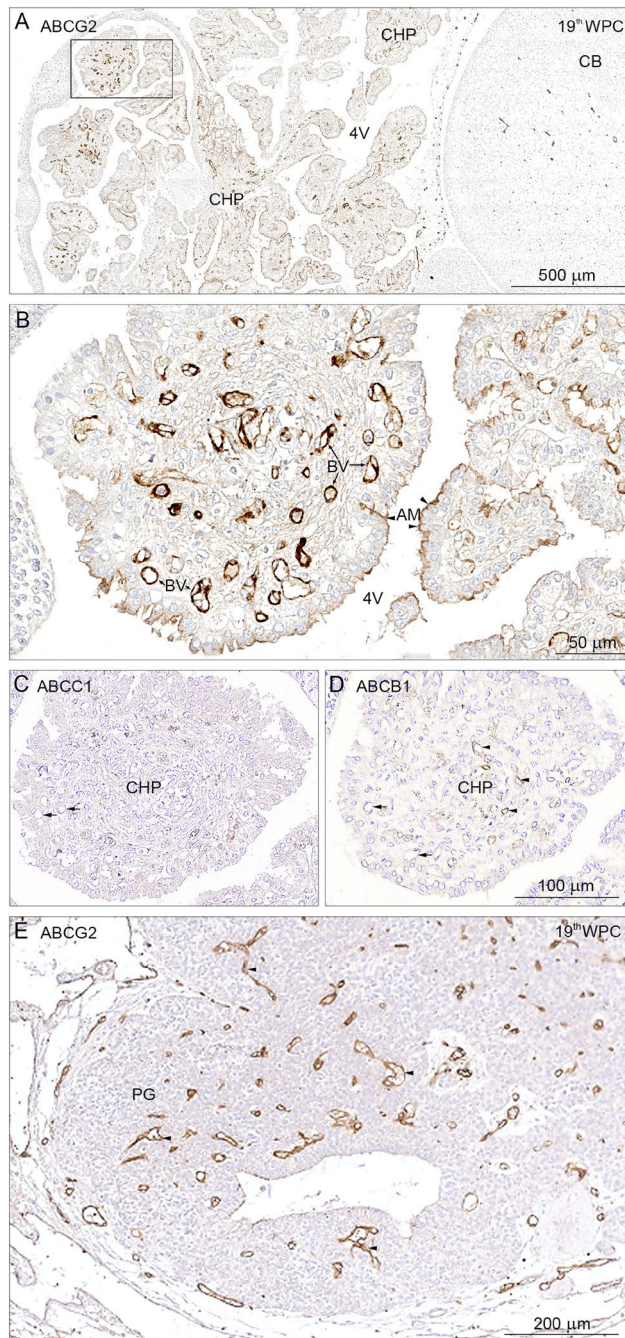 A ABCG2 19th WPC
CHP
CB
4V
CHP
500 µm
B
BV
AM
BV
4V
50 µm
C ABCC1
D ABCB1
CHP
CHP
100 µm
E ABCG2 19th WPC
PG
200 µm